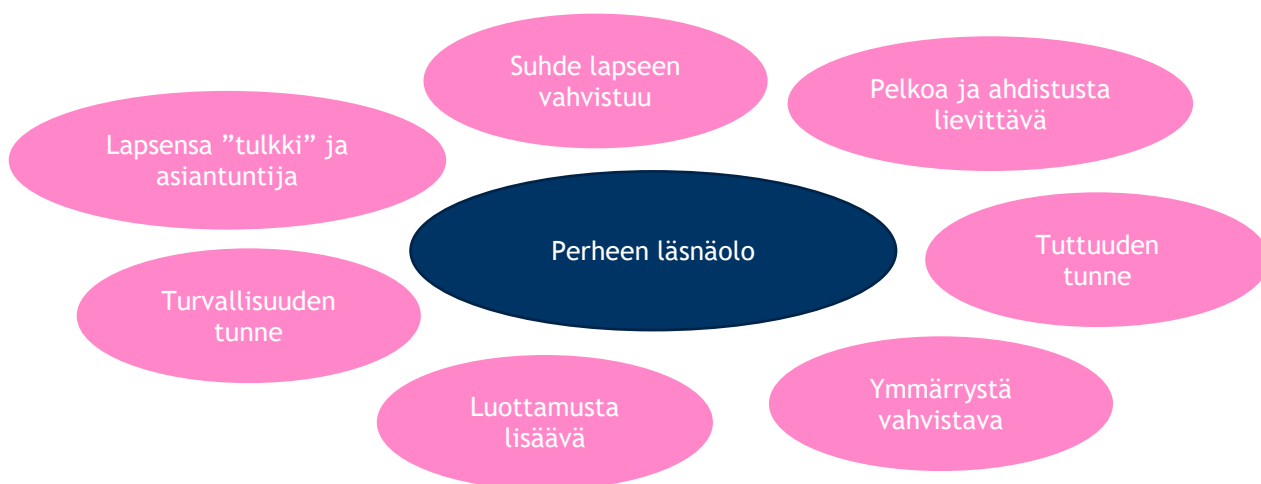 Suhde lapseen
vahvistuu
Pelkoa ja ahdistusta
lievittävä
Lapsensa ”tulkki” ja
asiantuntija
Perheen läsnäolo
Tuttuuden
tunne
Turvallisuuden
tunne
Luottamusta
lisäävä
Ymmärrystä
vahvistava